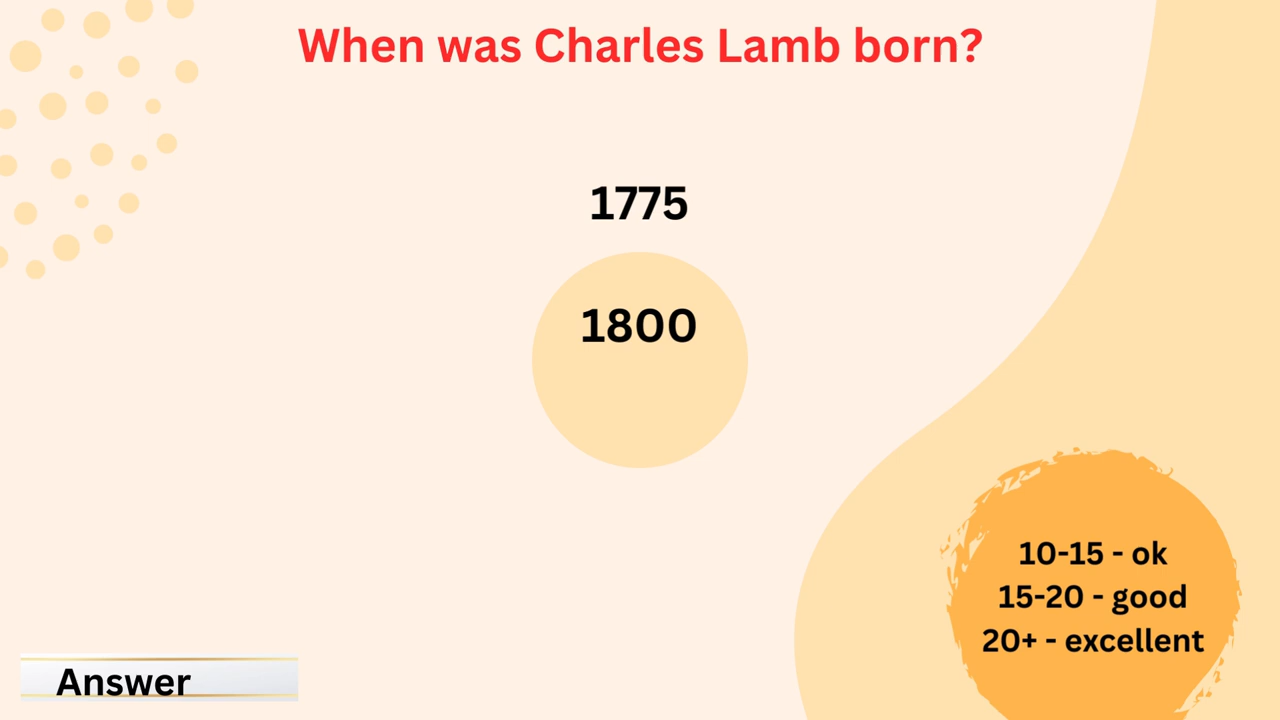 When was Charles Lamb born?
1775
1800
10-15 - ok
15-20 - good
20+ - excellent
Answer